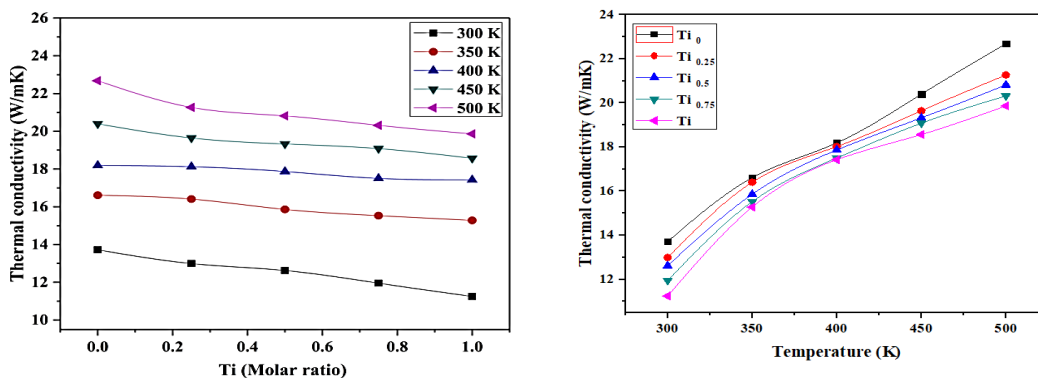 26
24
22
20
18
16
14
12
10
Thermal conductivity (W/mK)
0.0 0.2 0.4 0.6 0.8 1.0
Ti (Molar ratio)
300 K
350 K
400 K
450 K
500 K
24
22
20
18
16
14
12
Thermal conductivity (W/mK)
300 350 400 450 500
Temperature (K)
Ti 0
Ti 0.25
Ti 0.5
Ti 0.75
Ti